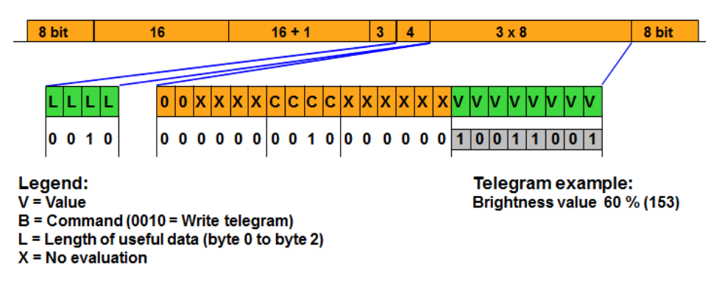 8 bit 16 16 + 1 3 4 3 x 8 8 bit
L L L L 0 0 X X X X C C C C X X X X X X V V V V V V V V
0 0 1 0 0 0 0 0 0 0 0 0 1 0 0 0 0 0 0 0 1 0 0 1 1 0 0 1
Legend:
V = Value
B = Command (0010 = Write telegram)
L = Length of useful data (byte 0 to byte 2)
X = No evaluation
Telegram example:
Brightness value 60 % (153)